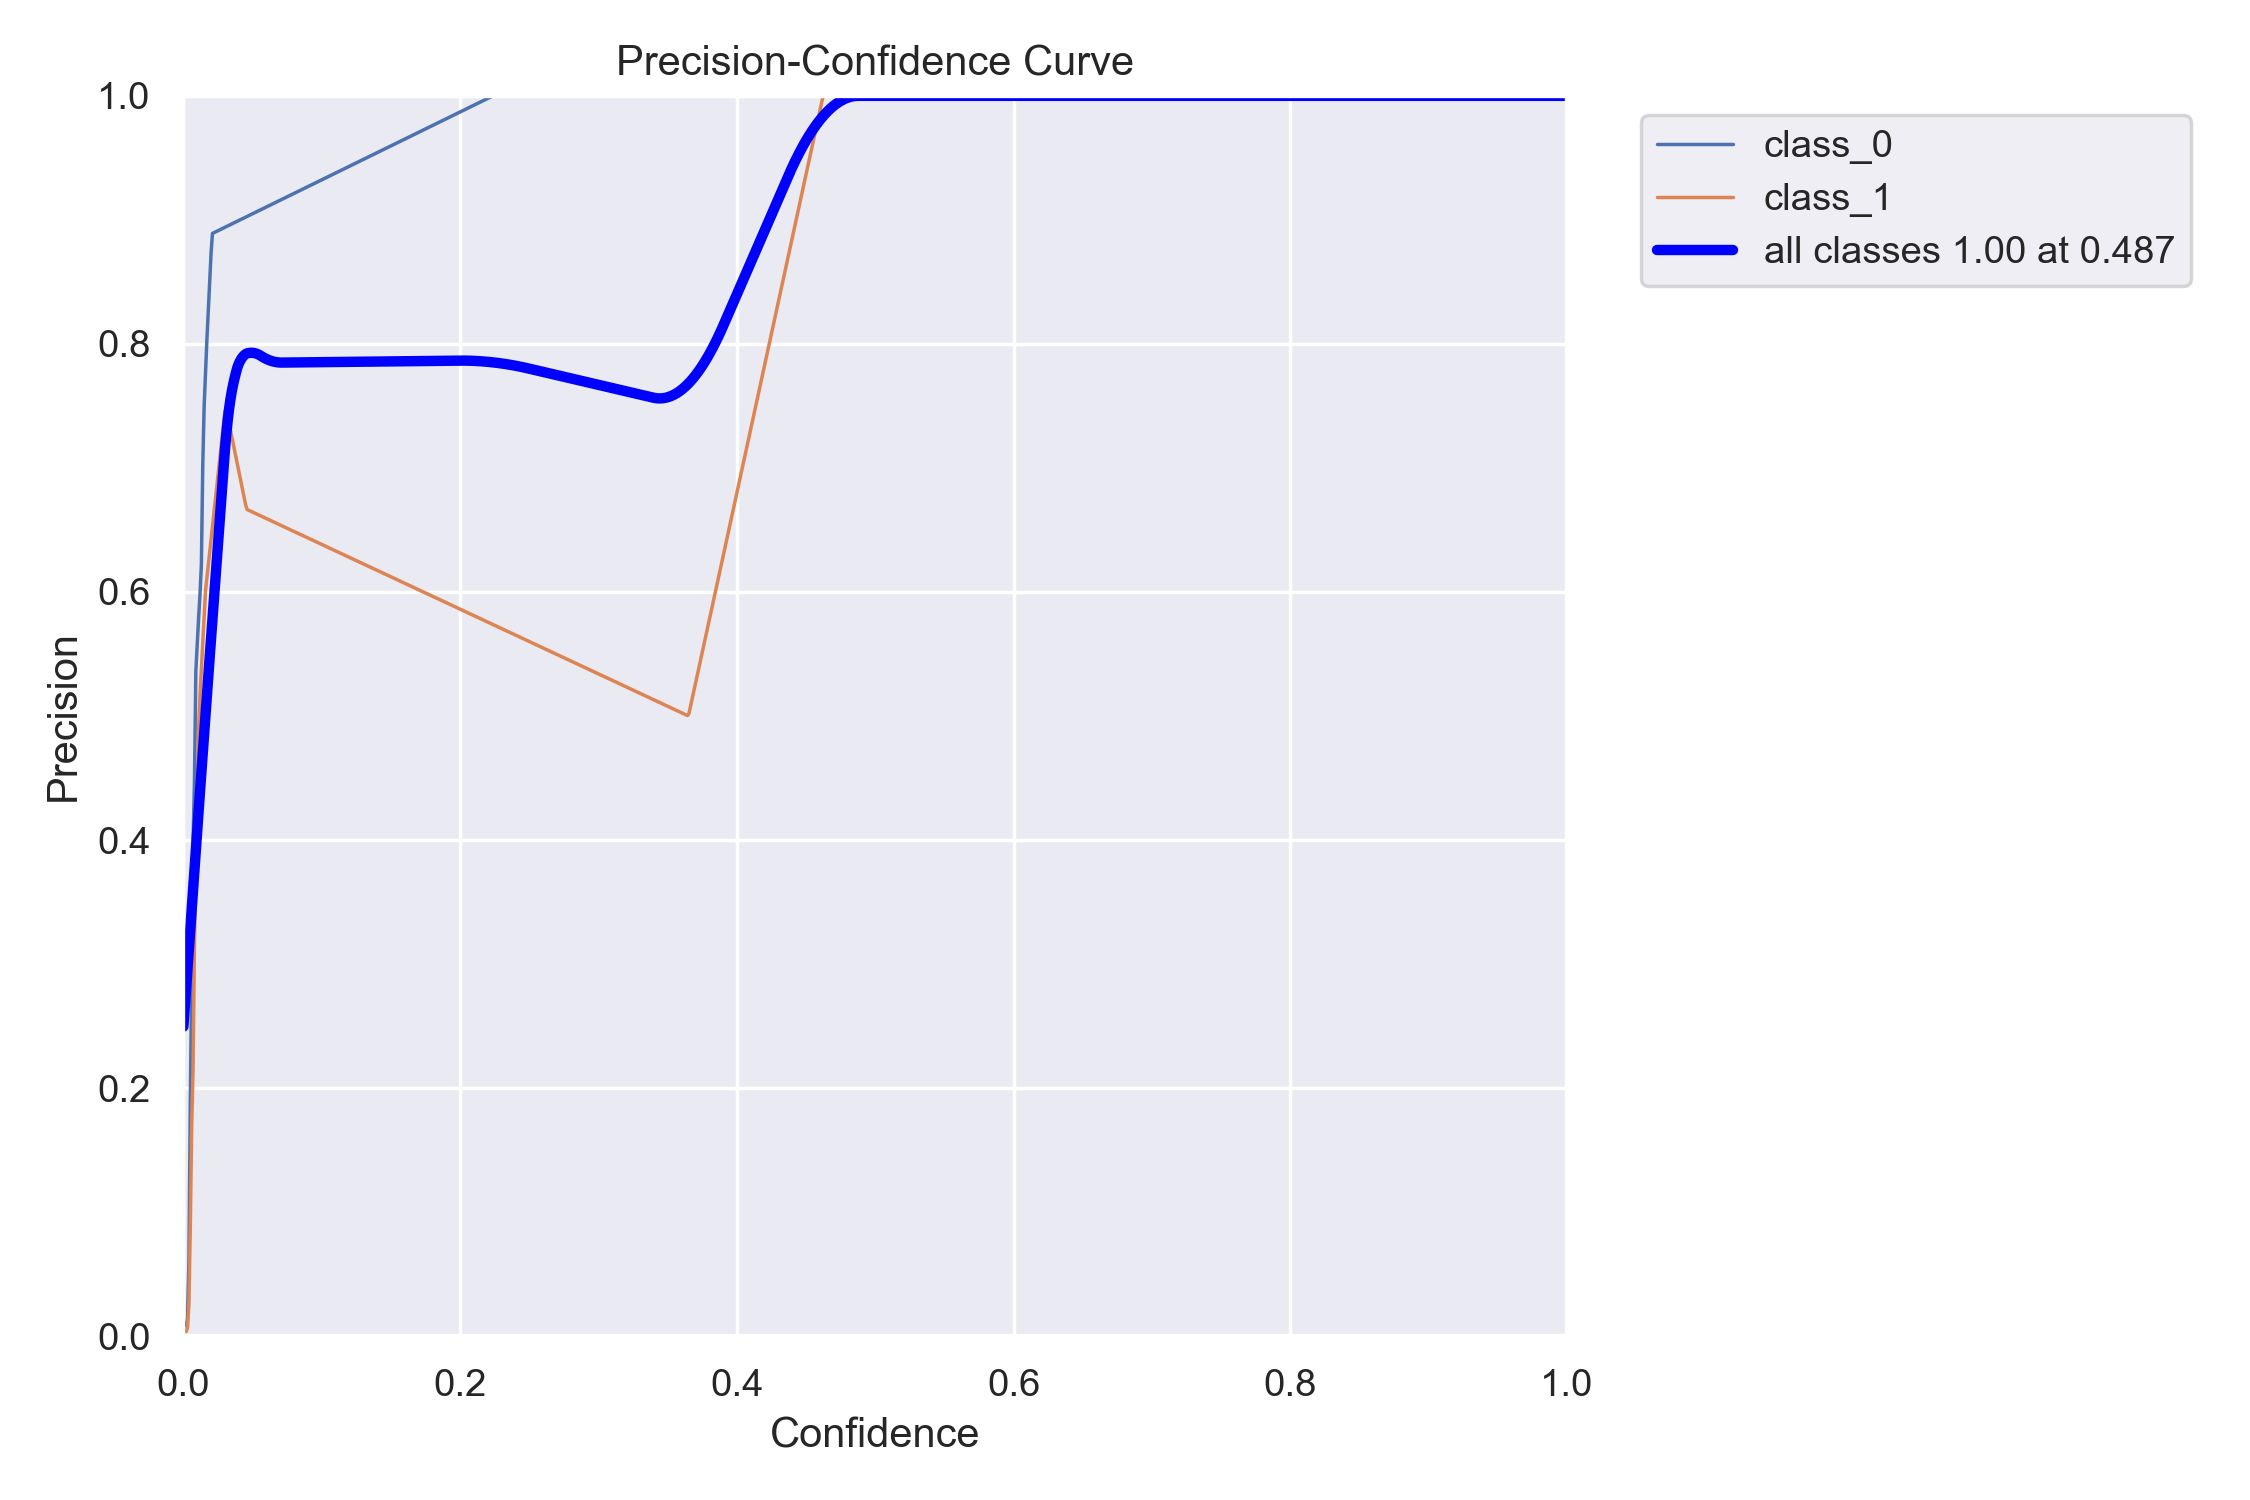 Precision-Confidence Curve
1.0
0.8
0.6
0.4
0.2
0.0
Precision
0.0 0.2 0.4 0.6 0.8 1.0
Confidence
class_0
class_1
all classes 1.00 at 0.487